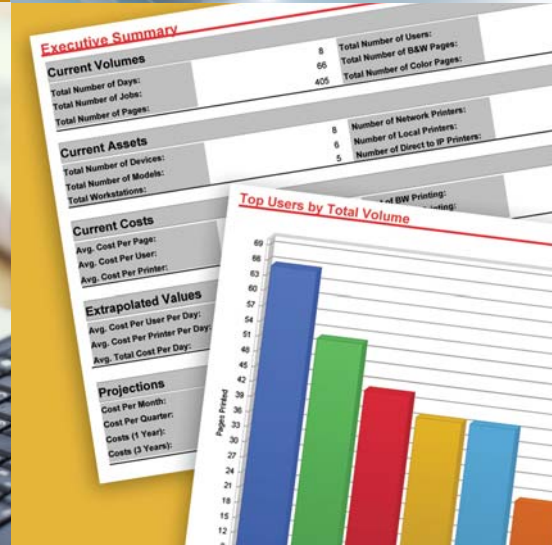 Executive Summary
Current Volumes
Total Number of Days: 8 Total Number of Users:
Total Number of Jobs: 66 Total Number of B&W Pages:
Total Number of Pages: 405 Total Number of Color Pages:
Current Assets
Total Number of Devices: 8 Number of Network Printers:
Total Number of Models: 6 Number of Local Printers:
Total Workstations: 5 Number of Direct to IP Printers:
Current Costs
Avg. Cost Per Page: of BW Printing:
Avg. Cost Per User:
Avg. Cost Per Printer:
Extrapolated Values
Avg. Cost Per User Per Day:
Avg. Cost Per Printer Per Day:
Avg. Total Cost Per Day:
Projections
Cost Per Month:
Cost Per Quarter:
Costs (1 Year):
Costs (3 Years):
Top Users by Total Volume
Pages Printed
69
63
60
57
54
51
48
45
42
39
36
33
30
27
24
21
18
15
12